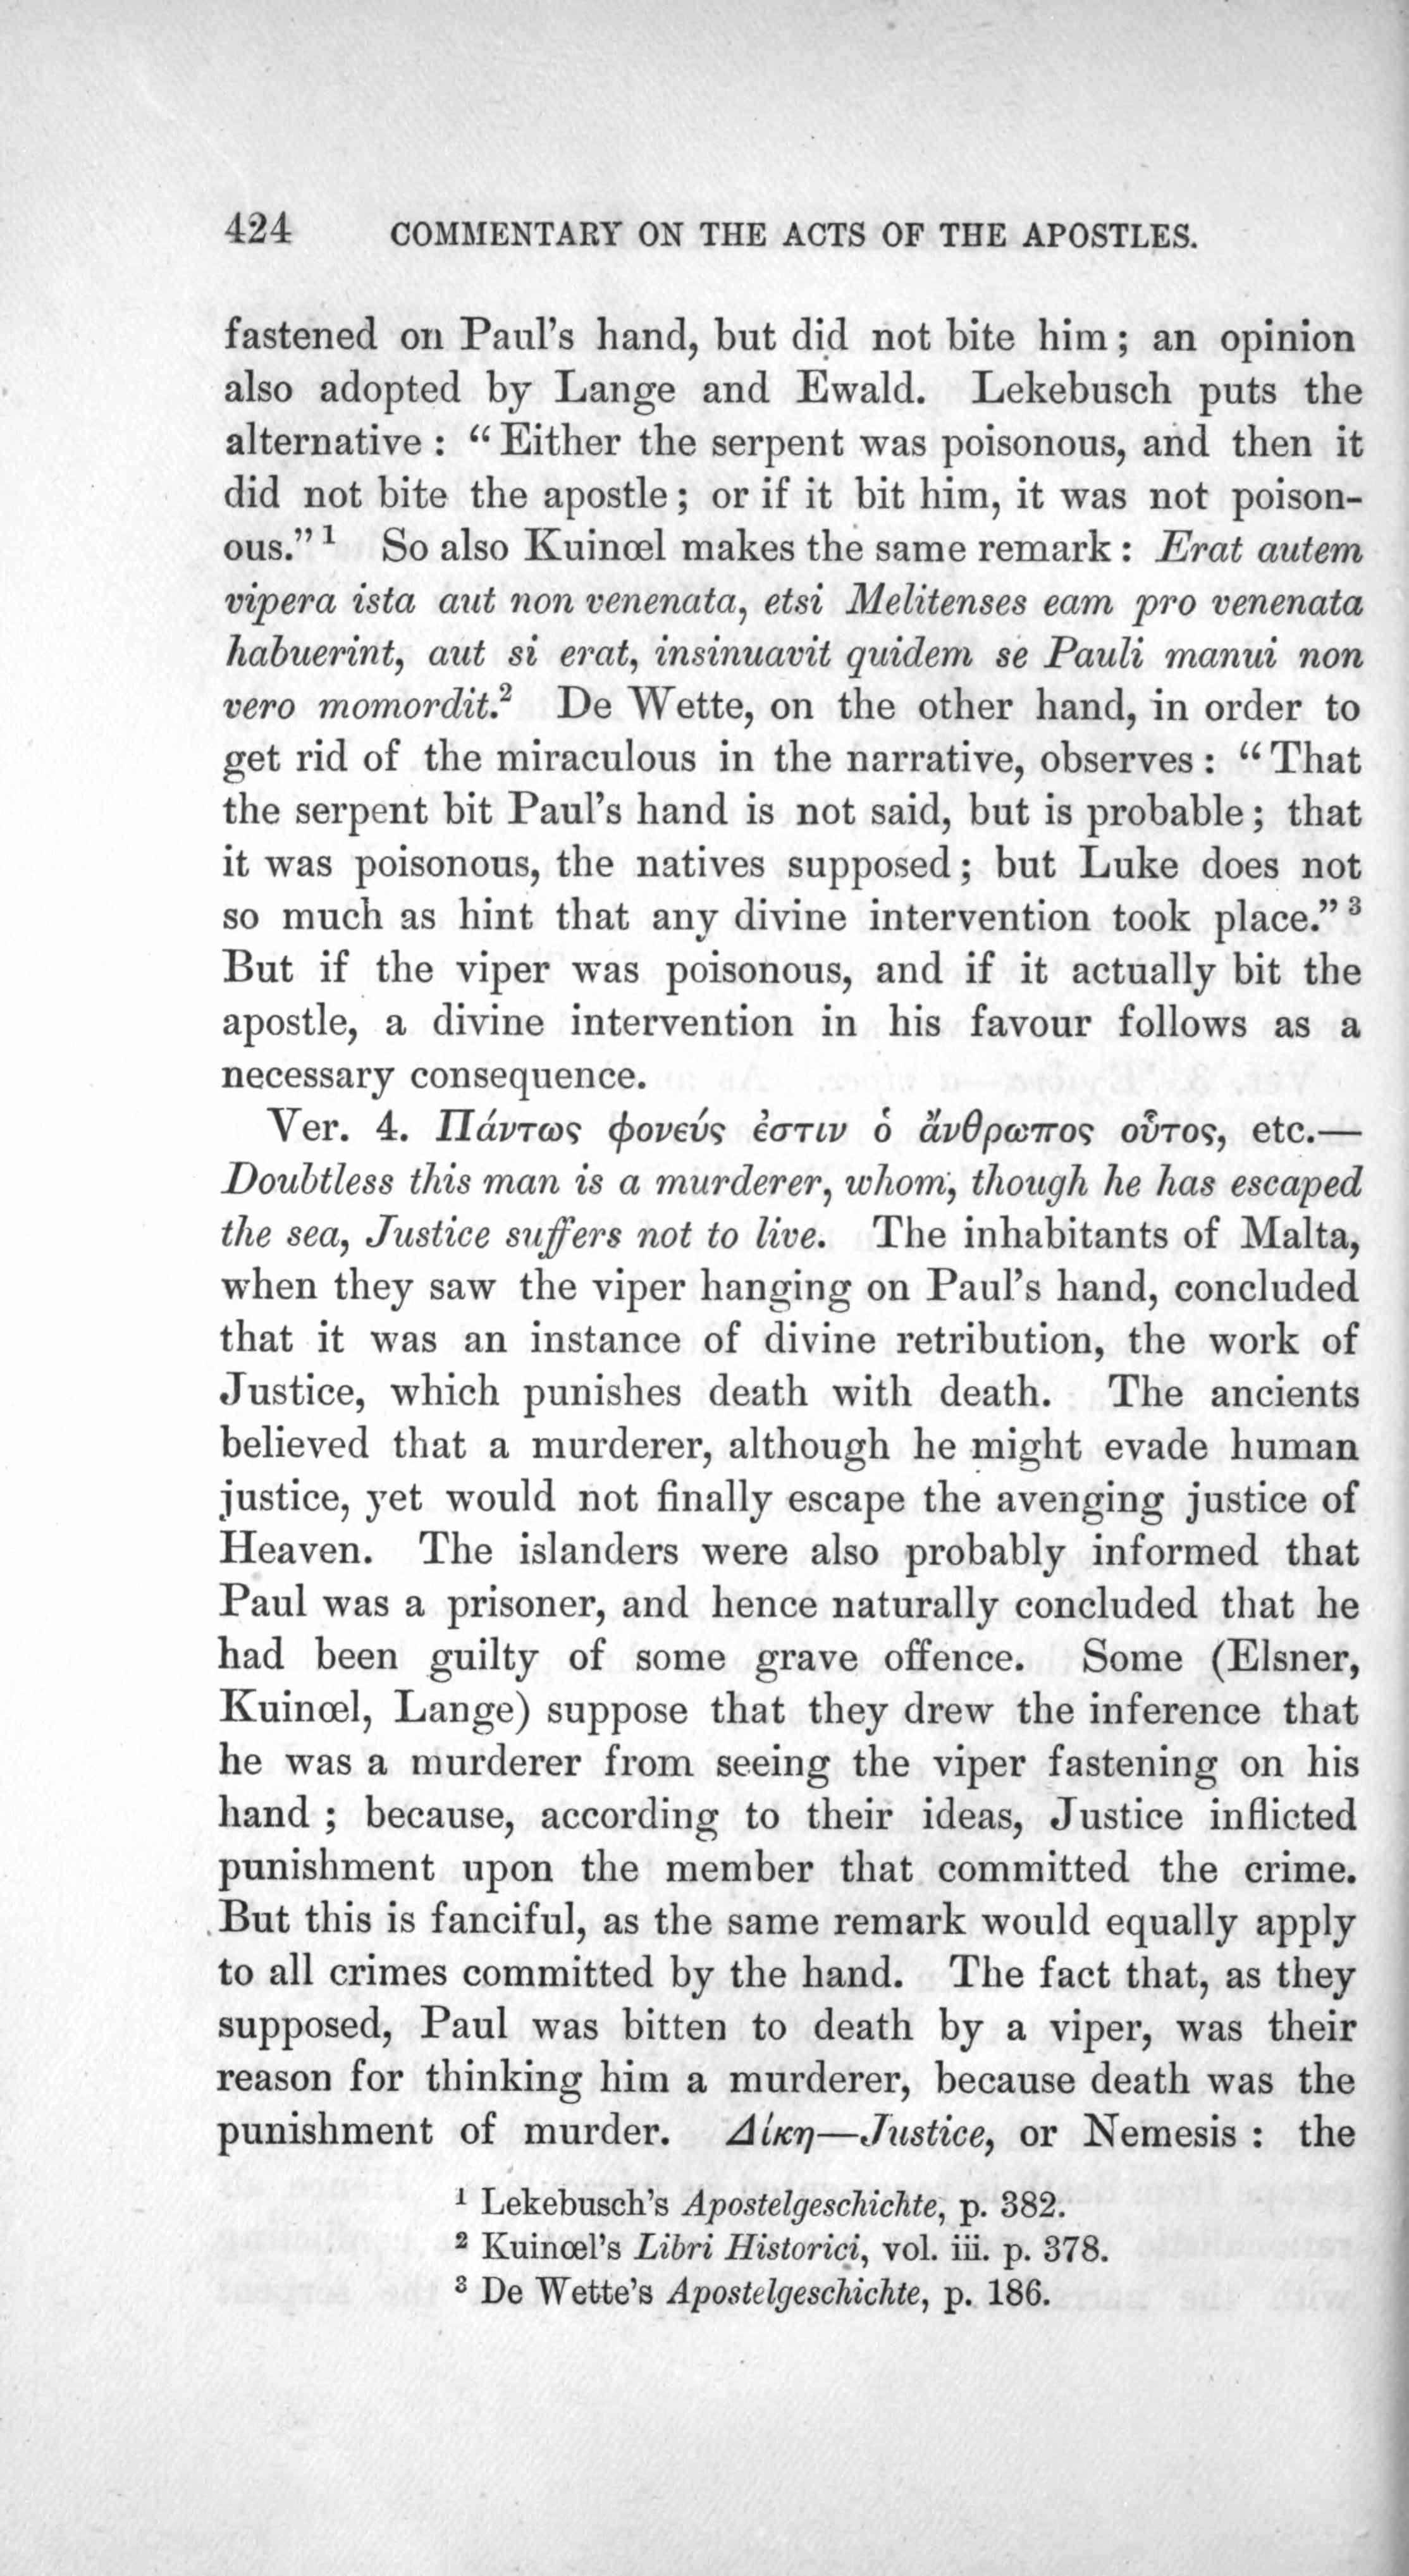 424 COMMENTARY ON THE ACTS OF THE APOSTLES.
fastened on Paul's hand, but did not bite him; an opinion
also adopted by Lange and Ewald. Lekebusch puts the
alternative: “Either the serpent was poisonous, and then it
did not bite the apostle; or if it bit him, it was not poison-
ous.”¹ So also Kuinœl makes the same remark: Erat autem
vipera ista aut non venenata, etsi Melitenses eam pro venenata
habuerint, aut si erat, insinuavit quidem se Pauli manui non
vero momordit.² De Wette, on the other hand, in order to
get rid of the miraculous in the narrative, observes: “That
the serpent bit Paul's hand is not said, but is probable; that
it was poisonous, the natives supposed; but Luke does not
so much as hint that any divine intervention took place.”³
But if the viper was poisonous, and if it actually bit the
apostle, a divine intervention in his favour follows as a
necessary consequence.
Ver. 4. Πάντως φονεύς ἐστιν ὁ ἄνθρωπος οὗτος, etc.—
Doubtless this man is a murderer, whom, though he has escaped
the sea, Justice suffers not to live. The inhabitants of Malta,
when they saw the viper hanging on Paul's hand, concluded
that it was an instance of divine retribution, the work of
Justice, which punishes death with death. The ancients
believed that a murderer, although he might evade human
justice, yet would not finally escape the avenging justice of
Heaven. The islanders were also probably informed that
Paul was a prisoner, and hence naturally concluded that he
had been guilty of some grave offence. Some (Elsner,
Kuinœl, Lange) suppose that they drew the inference that
he was a murderer from seeing the viper fastening on his
hand; because, according to their ideas, Justice inflicted
punishment upon the member that committed the crime.
But this is fanciful, as the same remark would equally apply
to all crimes committed by the hand. The fact that, as they
supposed, Paul was bitten to death by a viper, was their
reason for thinking him a murderer, because death was the
punishment of murder. Δίκη—Justice, or Nemesis: the
¹ Lekebusch's Apostelgeschichte, p. 382.
² Kuinœl's Libri Historici, vol. iii. p. 378.
³ De Wette's Apostelgeschichte, p. 186.